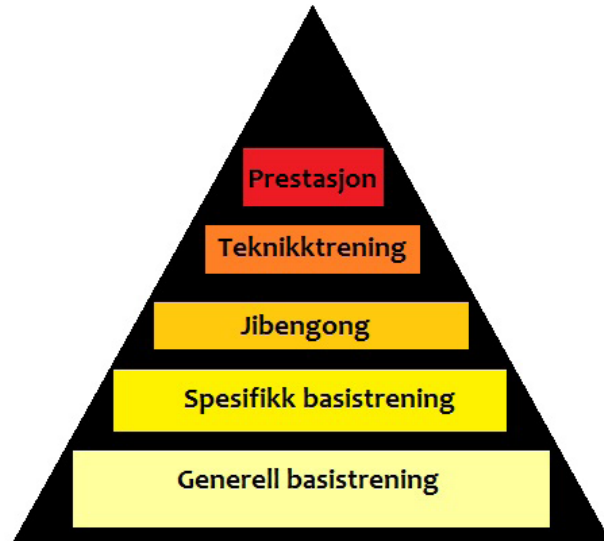 Prestasjon
Teknikktrening
Jibengong
Spesifikk basistrening
Generell basistrening